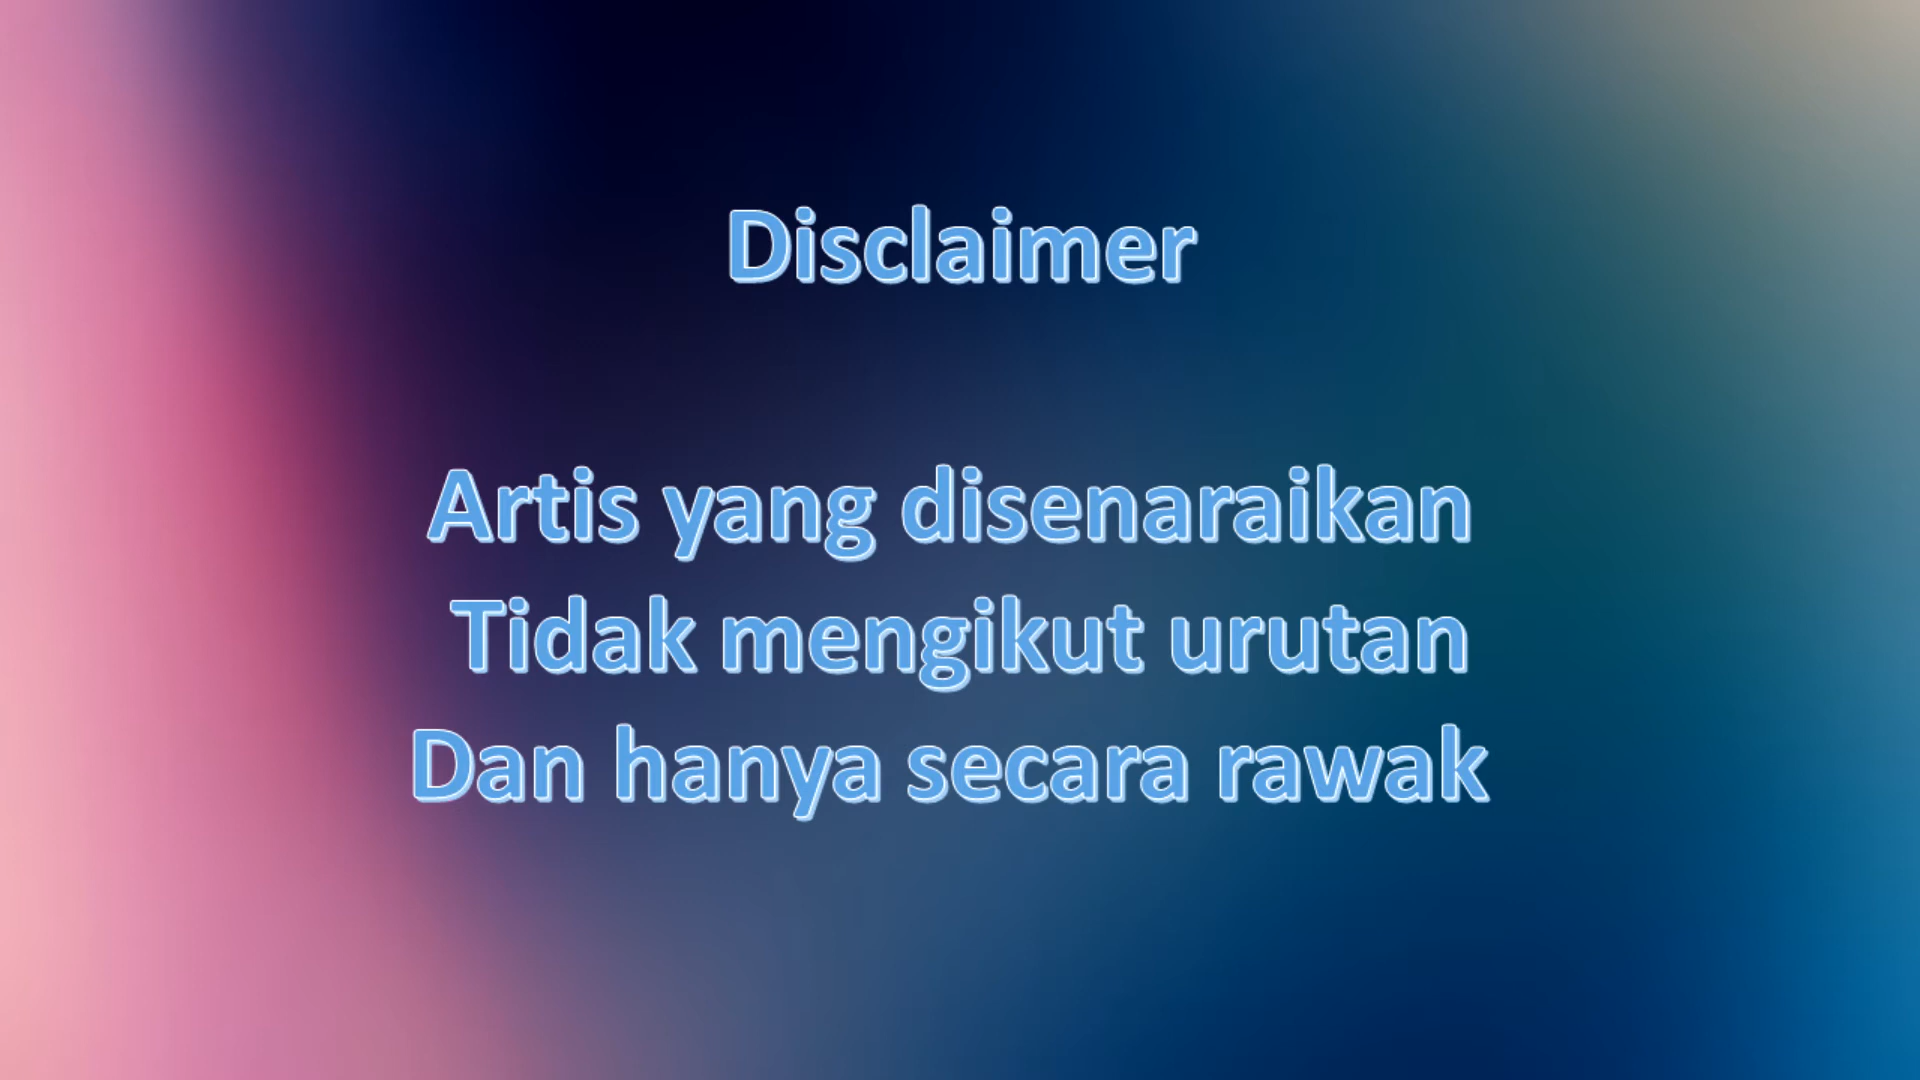 Disclaimer
Artis yang disenaraikan
Tidak mengikut urutan
Dan hanya secara rawak